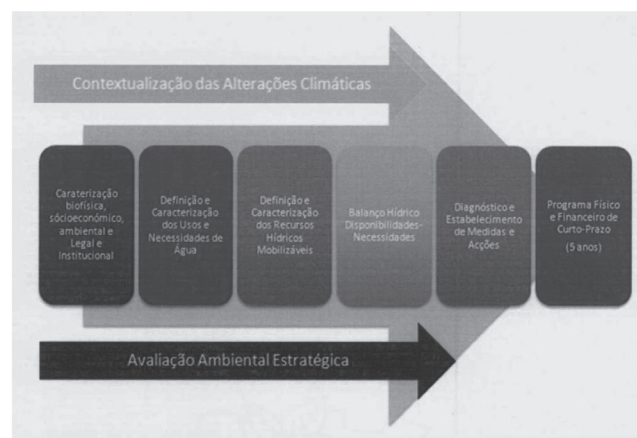 Contextualização das Alterações Climáticas
Caraterização
biofísica,
sócioeconómico,
ambiental e
Legal e
Institucional
Definição e
Caracterização
dos Usos e
Necessidades de
Água
Definição e
Caracterização
dos Recursos
Hídricos
Mobilizáveis
Balanço Hídrico
Disponibilidades-
Necessidades
Diagnóstico e
Estabelecimento
de Medidas e
Acções
Programa Físico
e Financeiro de
Curto-Prazo
(5 anos)
Avaliação Ambiental Estratégica